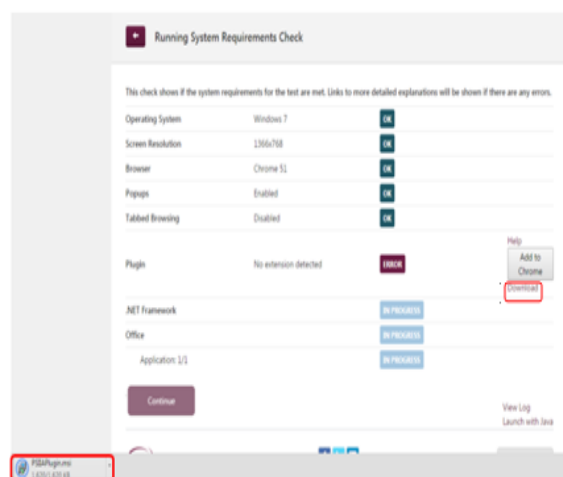 Running System Requirements Check
This check shows if the system requirements for the test are met. Links to more detailed explanations will be shown if there are any errors.
Operating System Windows 7 OK
Screen Resolution 1366x768 OK
Browser Chrome 51 OK
Popups Enabled OK
Tabbed Browsing Disabled OK
Help
Plugin No extension detected ERROR Add to
Chrome
Download
.NET Framework IN PROGRESS
Office IN PROGRESS
Application: 1/1 IN PROGRESS
Continue
View Log
Launch with Java